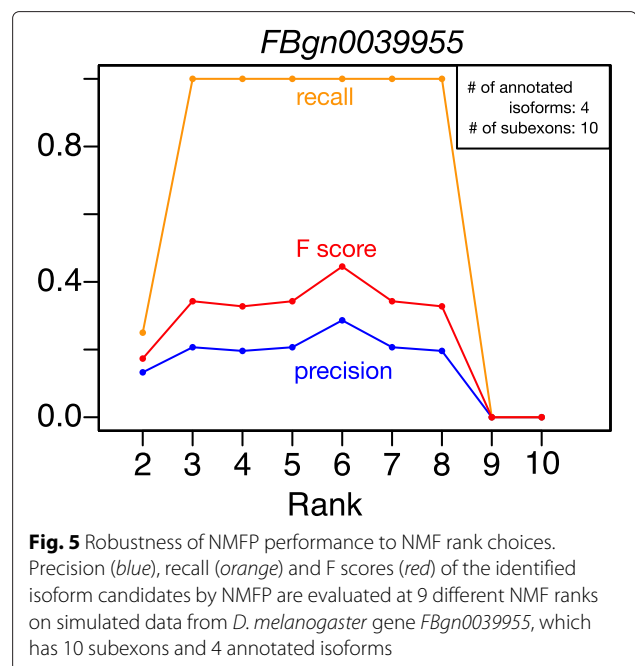 FBgn0039955
# of annotated
isoforms: 4
# of subexons: 10
recall
0.8
F score
0.4
precision
0.0
2 3 4 5 6 7 8 9 10
Rank
Fig. 5 Robustness of NMFP performance to NMF rank choices.
Precision (blue), recall (orange) and F scores (red) of the identified
isoform candidates by NMFP are evaluated at 9 different NMF ranks
on simulated data from D. melanogaster gene FBgn0039955, which
has 10 subexons and 4 annotated isoforms